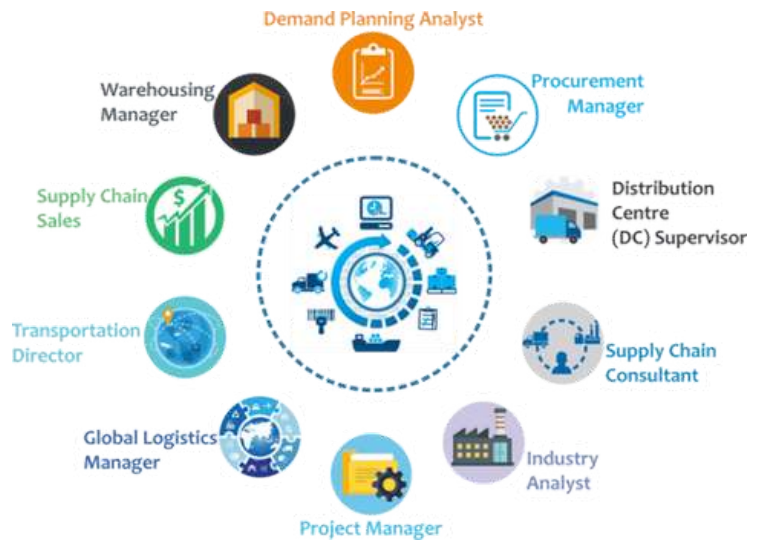 Demand Planning Analyst
Procurement
Manager
Distribution
Centre
(DC) Supervisor
Supply Chain
Consultant
Industry
Analyst
Project Manager
Global Logistics
Manager
Transportation
Director
Supply Chain
Sales
Warehousing
Manager
$